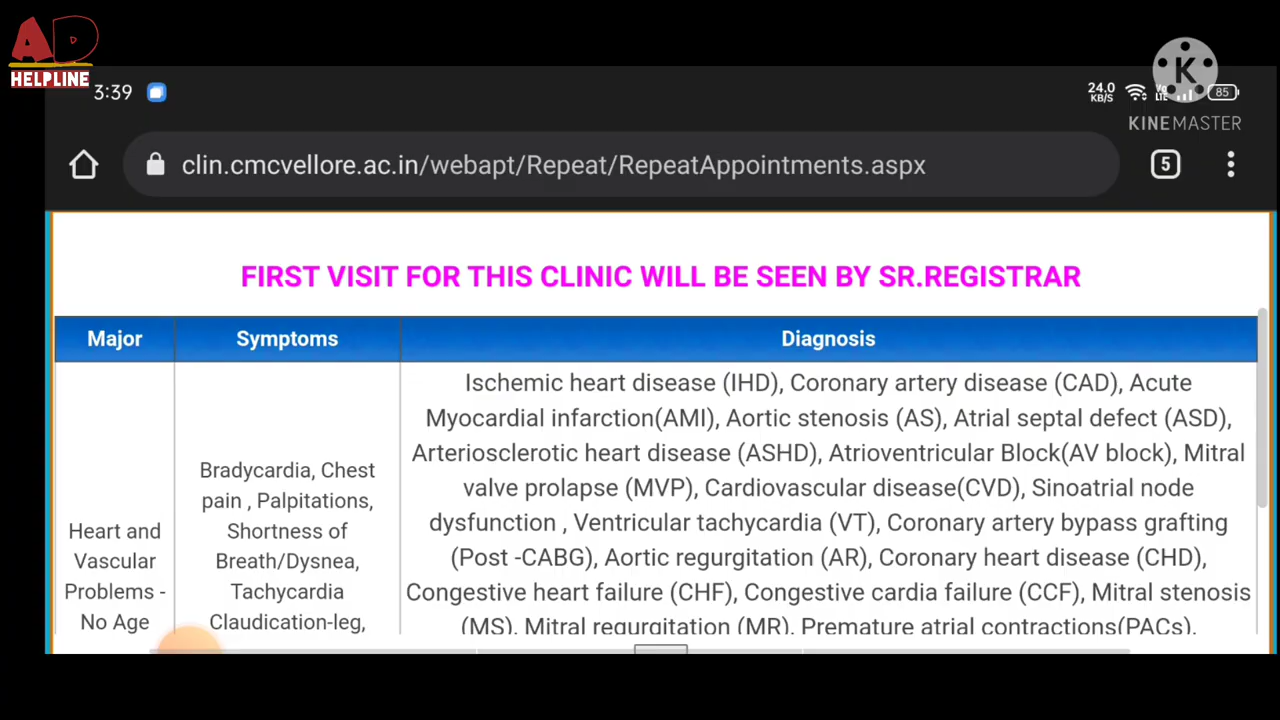 AD
HELPLINE
3:39
24.0
KB/S
85
K
KINEMASTER
clin.cmcvellore.ac.in/webapt/Repeat/RepeatAppointments.aspx
5
FIRST VISIT FOR THIS CLINIC WILL BE SEEN BY SR.REGISTRAR
Major
Symptoms
Diagnosis
Heart and
Vascular
Problems -
No Age
Bradycardia, Chest
pain , Palpitations,
Shortness of
Breath/Dysnea,
Tachycardia
Claudication-leg,
Ischemic heart disease (IHD), Coronary artery disease (CAD), Acute
Myocardial infarction(AMI), Aortic stenosis (AS), Atrial septal defect (ASD),
Arteriosclerotic heart disease (ASHD), Atrioventricular Block(AV block), Mitral
valve prolapse (MVP), Cardiovascular disease(CVD), Sinoatrial node
dysfunction , Ventricular tachycardia (VT), Coronary artery bypass grafting
(Post -CABG), Aortic regurgitation (AR), Coronary heart disease (CHD),
Congestive heart failure (CHF), Congestive cardia failure (CCF), Mitral stenosis
(MS), Mitral regurgitation (MR), Premature atrial contractions(PACs),